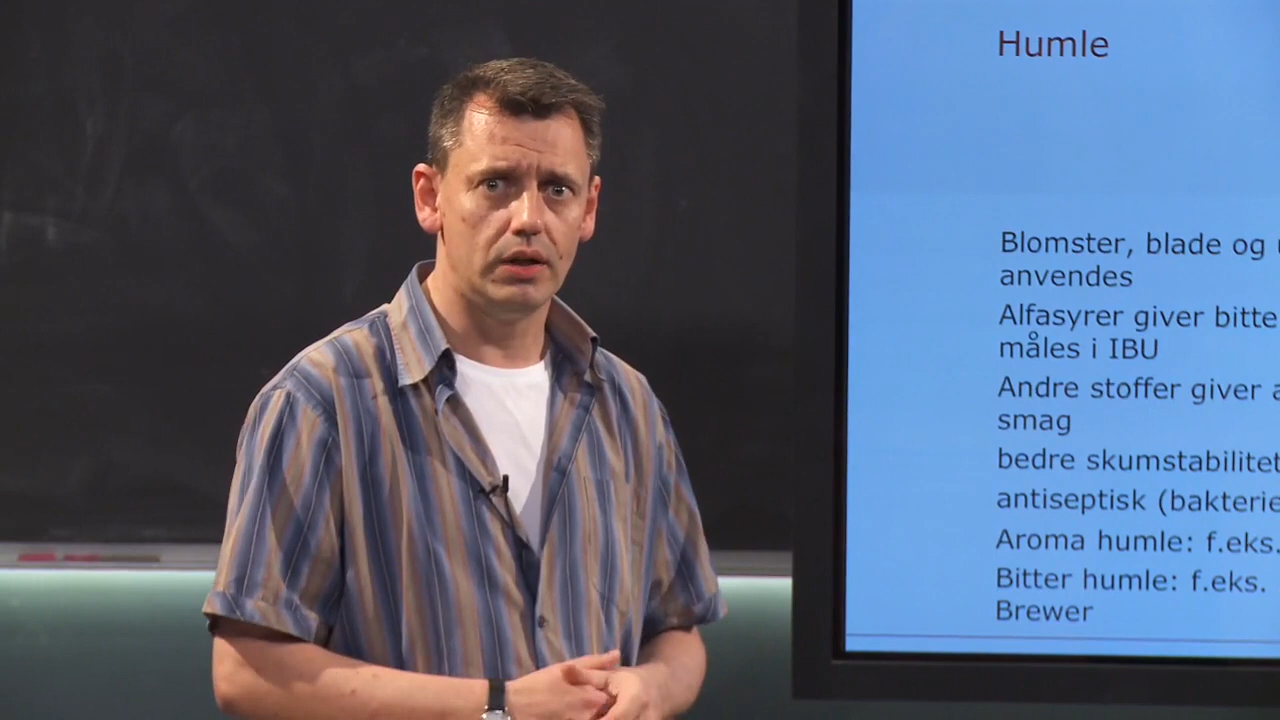 Humle
Blomster, blade og
anvendes
Alfasyrer giver bitte
måles i IBU
Andre stoffer giver a
smag
bedre skumstabilitet
antiseptisk (bakterie
Aroma humle: f.eks.
Bitter humle: f.eks.
Brewer